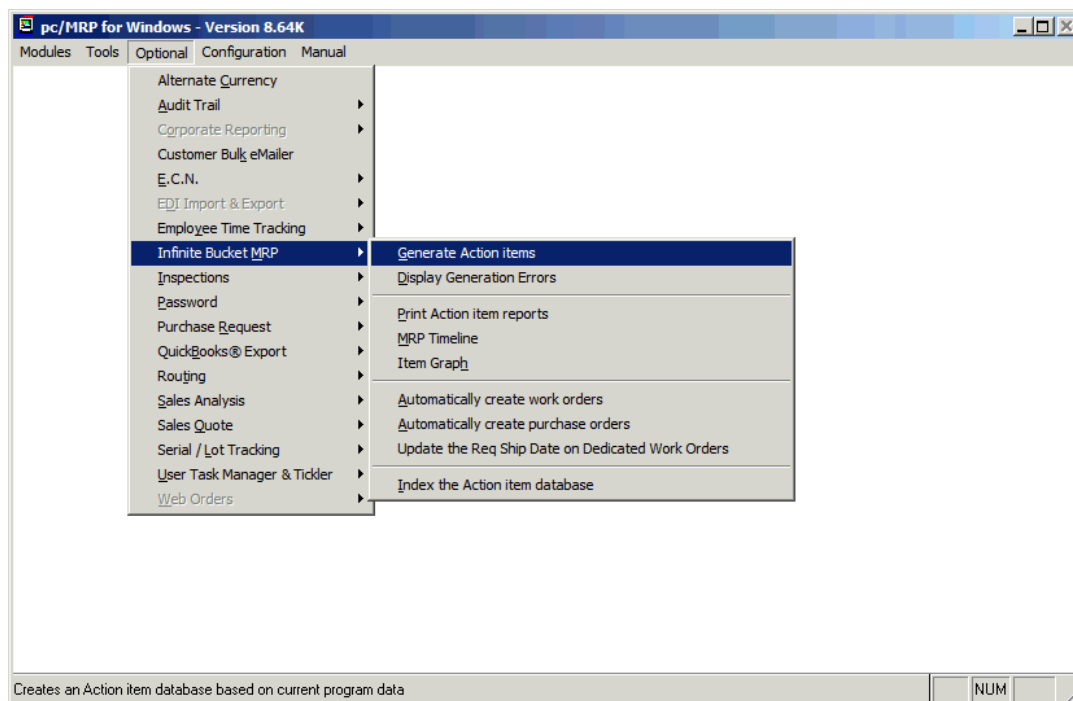 pc/MRP for Windows - Version 8.64K
Modules Tools Optional Configuration Manual
Alternate Currency
Audit Trail
Corporate Reporting
Customer Bulk eMailer
E.C.N.
EDI Import & Export
Employee Time Tracking
Infinite Bucket MRP
Inspections
Password
Purchase Request
QuickBooks® Export
Routing
Sales Analysis
Sales Quote
Serial / Lot Tracking
User Task Manager & Tickler
Web Orders
Generate Action items
Display Generation Errors
Print Action item reports
MRP Timeline
Item Graph
Automatically create work orders
Automatically create purchase orders
Update the Req Ship Date on Dedicated Work Orders
Index the Action item database
Creates an Action item database based on current program data
NUM